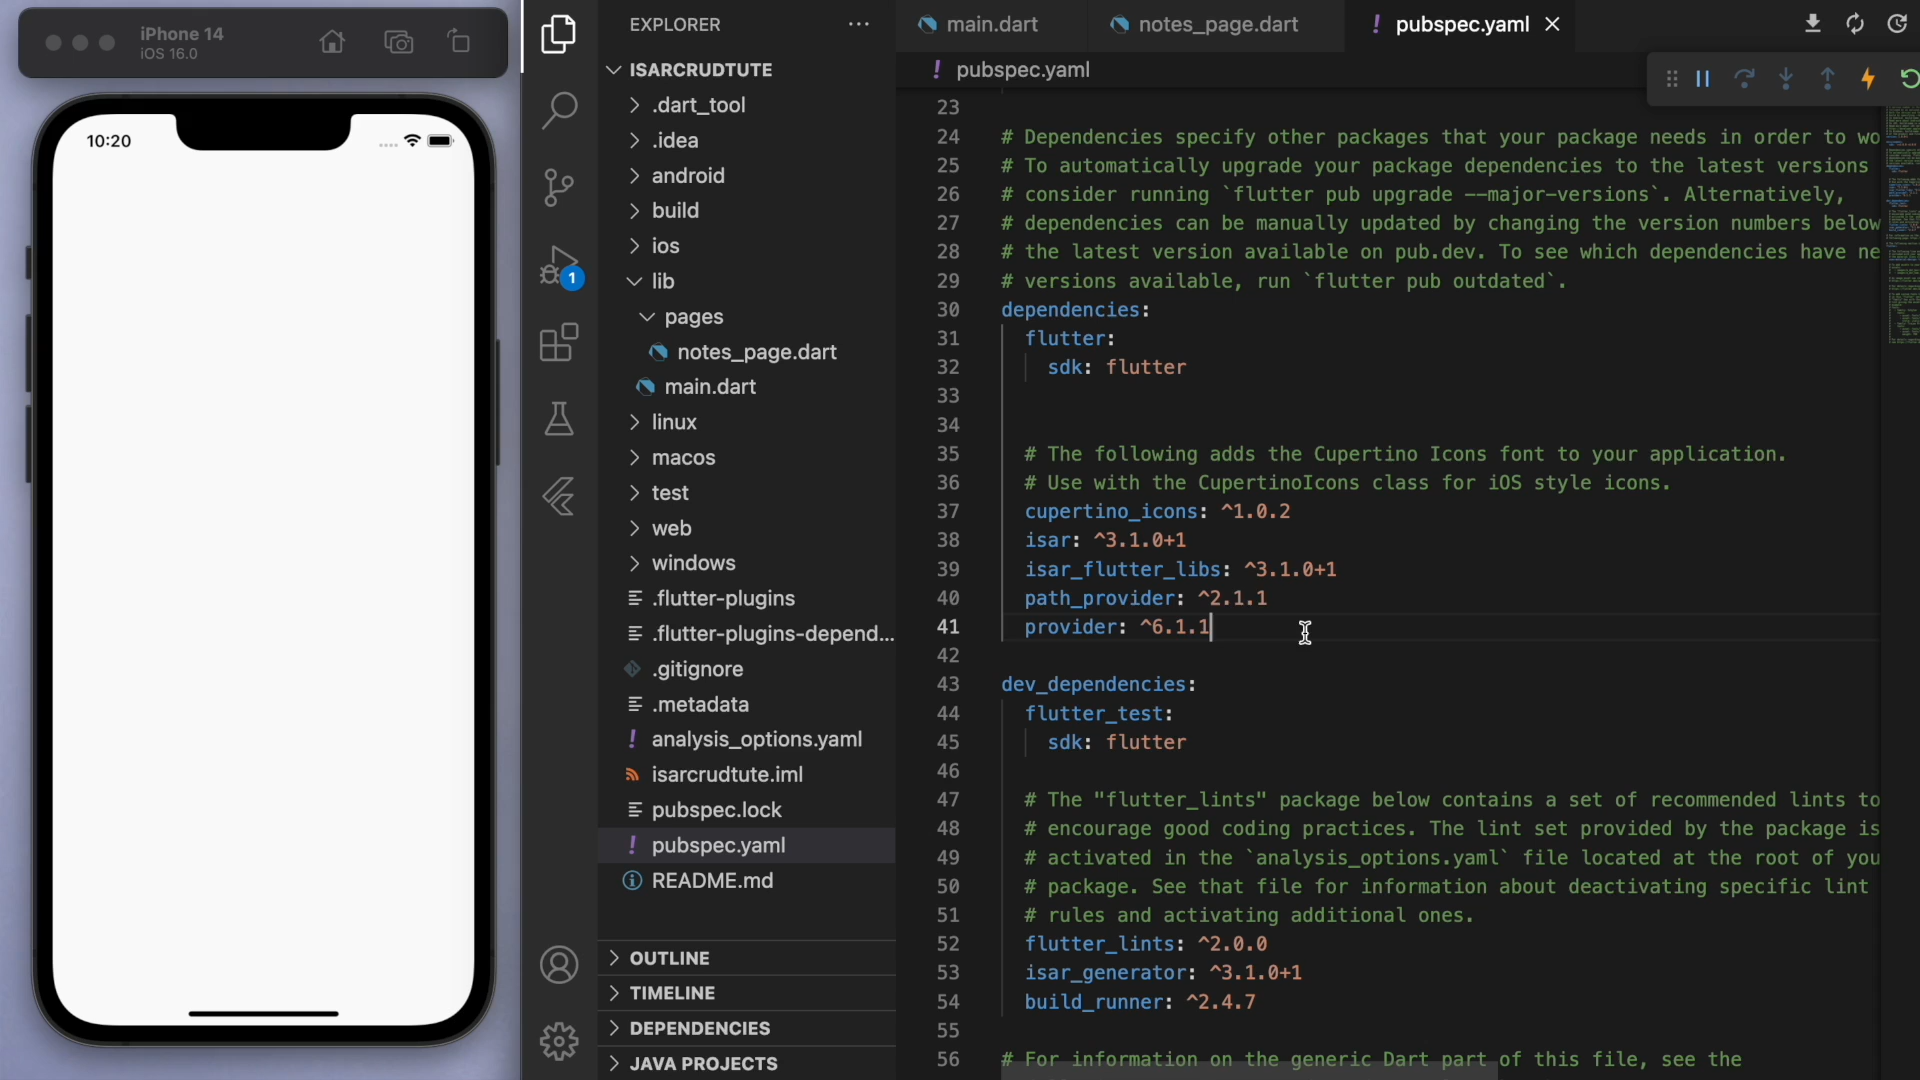 iPhone 14
iOS 16.0
10:20
EXPLORER
ISARCRUDTUTE
.dart_tool
.idea
android
build
ios
lib
pages
notes_page.dart
main.dart
linux
macos
test
web
windows
.flutter-plugins
.flutter-plugins-depend...
.gitignore
.metadata
analysis_options.yaml
isarcrudtute.iml
pubspec.lock
pubspec.yaml
README.md
OUTLINE
TIMELINE
DEPENDENCIES
JAVA PROJECTS
1
main.dart
notes_page.dart
! pubspec.yaml
! pubspec.yaml
23
24 # Dependencies specify other packages that your package needs in order to wo
25 # To automatically upgrade your package dependencies to the latest versions
26 # consider running `flutter pub upgrade --major-versions`. Alternatively,
27 # dependencies can be manually updated by changing the version numbers below
28 # the latest version available on pub.dev. To see which dependencies have ne
29 # versions available, run `flutter pub outdated`.
30 dependencies:
31 flutter:
32 sdk: flutter
33
34
35 # The following adds the Cupertino Icons font to your application.
36 # Use with the CupertinoIcons class for iOS style icons.
37 cupertino_icons: ^1.0.2
38 isar: ^3.1.0+1
39 isar_flutter_libs: ^3.1.0+1
40 path_provider: ^2.1.1
41 provider: ^6.1.1
42
43 dev_dependencies:
44 flutter_test:
45 sdk: flutter
46
47 # The "flutter_lints" package below contains a set of recommended lints to
48 # encourage good coding practices. The lint set provided by the package is
49 # activated in the `analysis_options.yaml` file located at the root of you
50 # package. See that file for information about deactivating specific lint
51 # rules and activating additional ones.
52 flutter_lints: ^2.0.0
53 isar_generator: ^3.1.0+1
54 build_runner: ^2.4.7
55
56 # For information on the generic Dart part of this file, see the